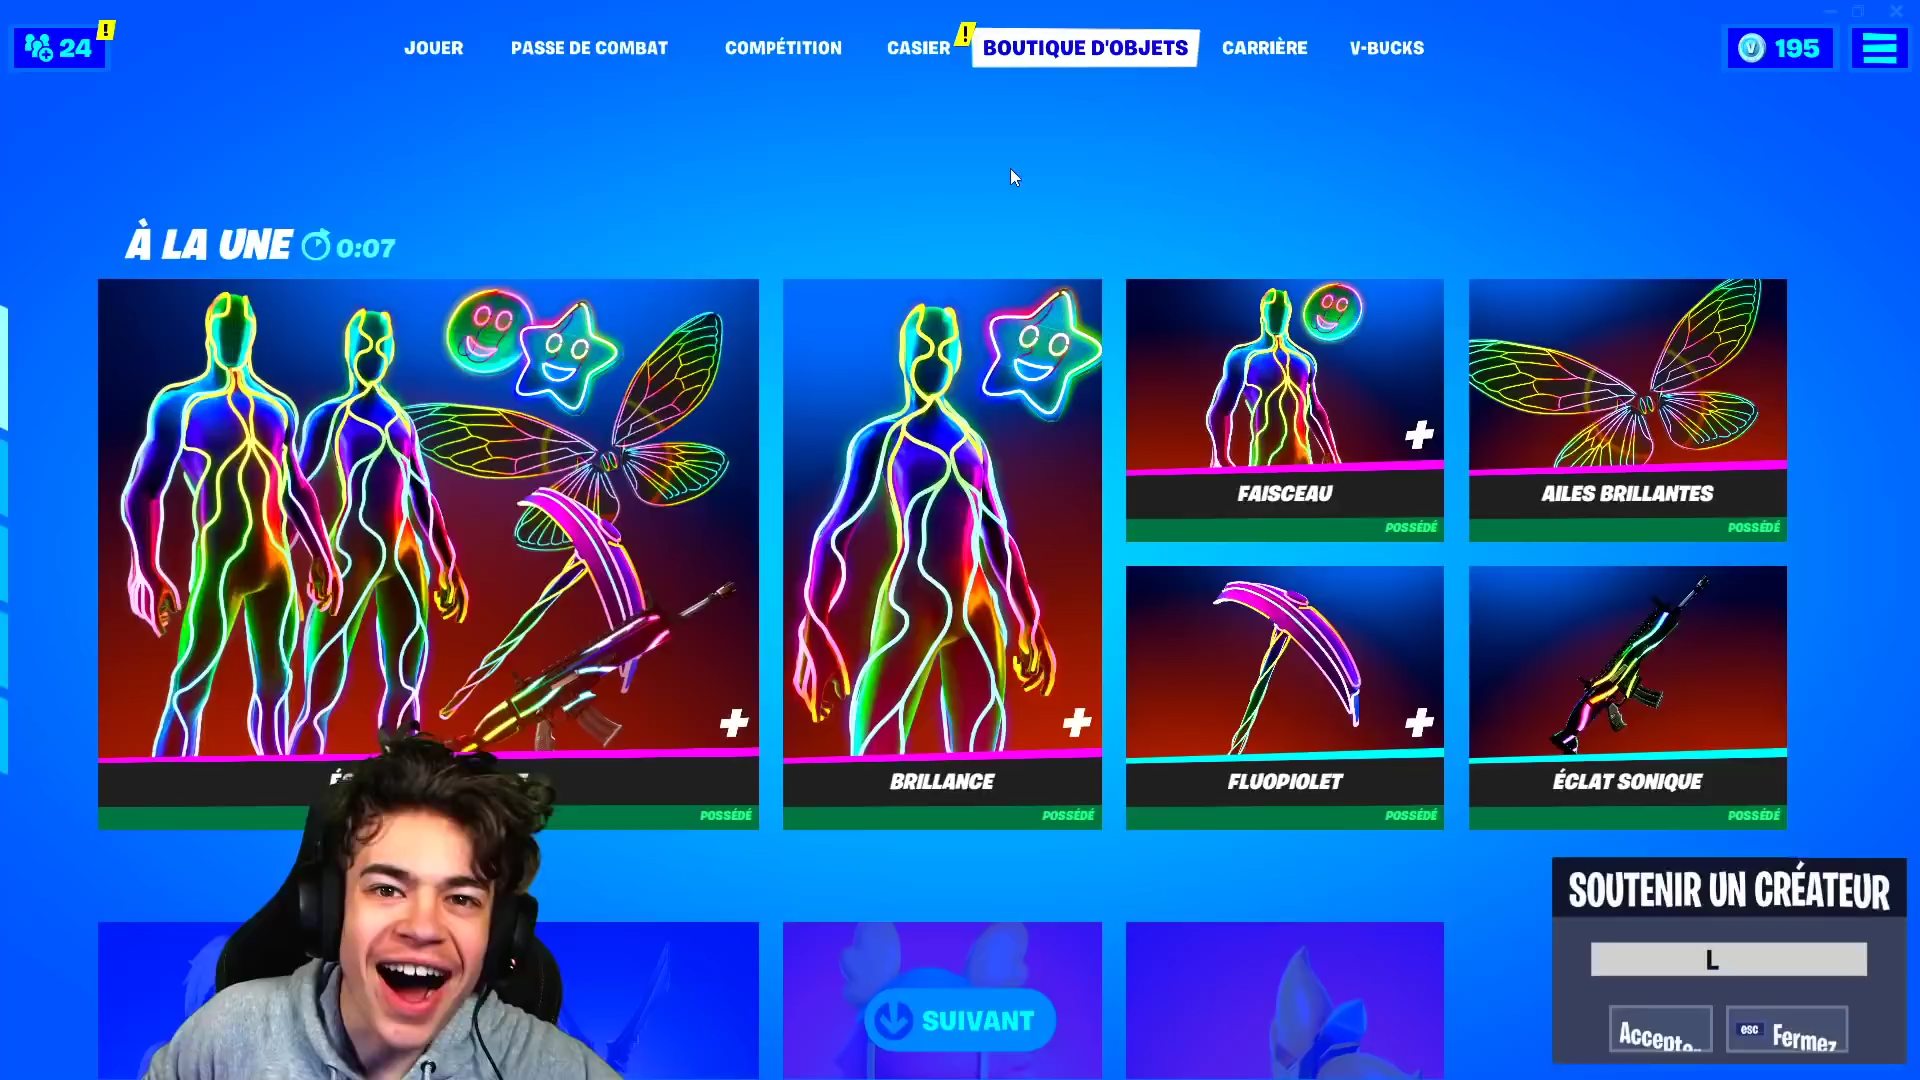 24
!
JOUER
PASSE DE COMBAT
COMPÉTITION
CASIER
!
BOUTIQUE D'OBJETS
CARRIÈRE
V-BUCKS
V 195
À LA UNE 0:07
POSSÉDÉ
BRILLANCE
POSSÉDÉ
FAISCEAU
POSSÉDÉ
AILES BRILLANTES
POSSÉDÉ
FLUOPIOLET
POSSÉDÉ
ÉCLAT SONIQUE
POSSÉDÉ
SUIVANT
SOUTENIR UN CRÉATEUR
L
Accepte..
esc Fermez